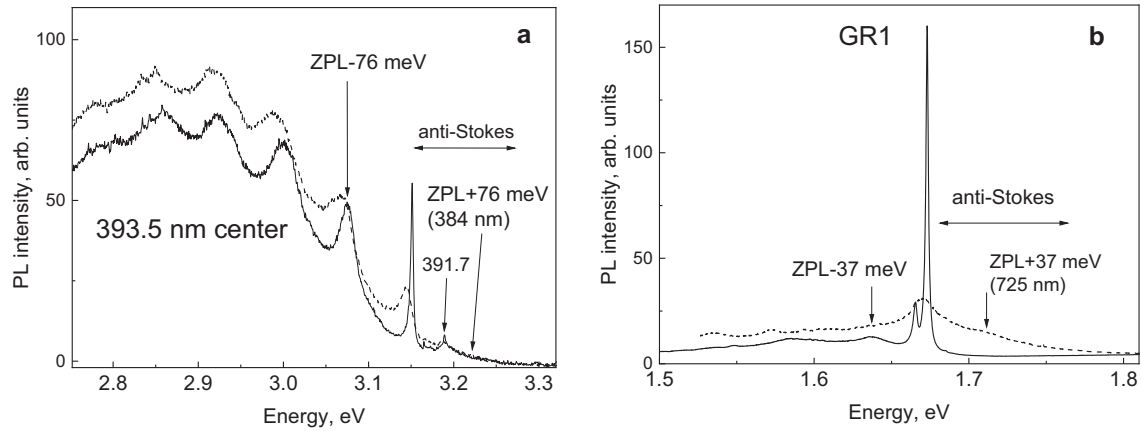 a
100
50
0
PL intensity, arb. units
ZPL-76 meV
anti-Stokes
ZPL+76 meV
(384 nm)
393.5 nm center
391.7
2.8 2.9 3.0 3.1 3.2 3.3
Energy, eV
GR1
b
150
100
50
0
PL intensity, arb. units
anti-Stokes
ZPL-37 meV
ZPL+37 meV
(725 nm)
1.5 1.6 1.7 1.8
Energy, eV